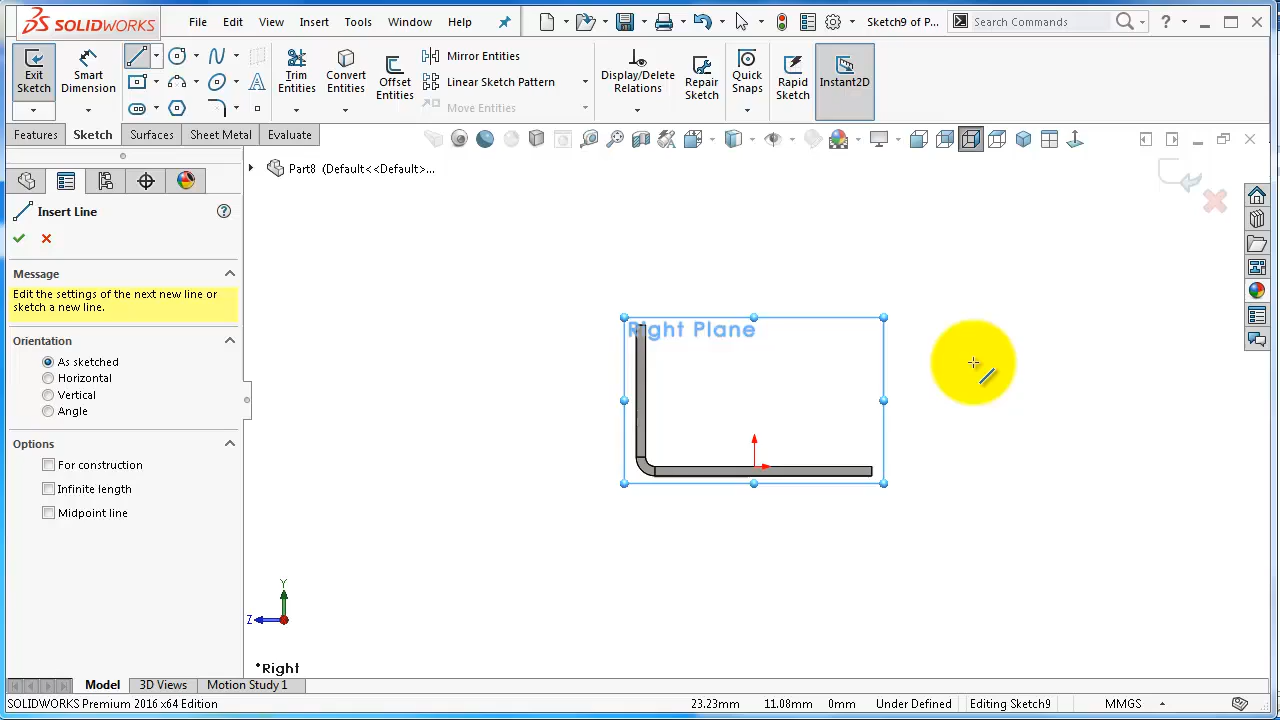 SOLIDWORKS
File Edit View Insert Tools Window Help
Sketch9 of P...
Search Commands
Exit Sketch
Smart Dimension
Trim Entities
Convert Entities
Offset Entities
Mirror Entities
Linear Sketch Pattern
Move Entities
Display/Delete Relations
Repair Sketch
Quick Snaps
Rapid Sketch
Instant2D
Features Sketch Surfaces Sheet Metal Evaluate
Part8 (Default<<Default>...
Insert Line
Message
Edit the settings of the next new line or
sketch a new line.
Orientation
As sketched
Horizontal
Vertical
Angle
Options
For construction
Infinite length
Midpoint line
Right Plane
Y
Z
*Right
Model 3D Views Motion Study 1
SOLIDWORKS Premium 2016 x64 Edition
23.23mm 11.08mm 0mm Under Defined Editing Sketch9 MMGS